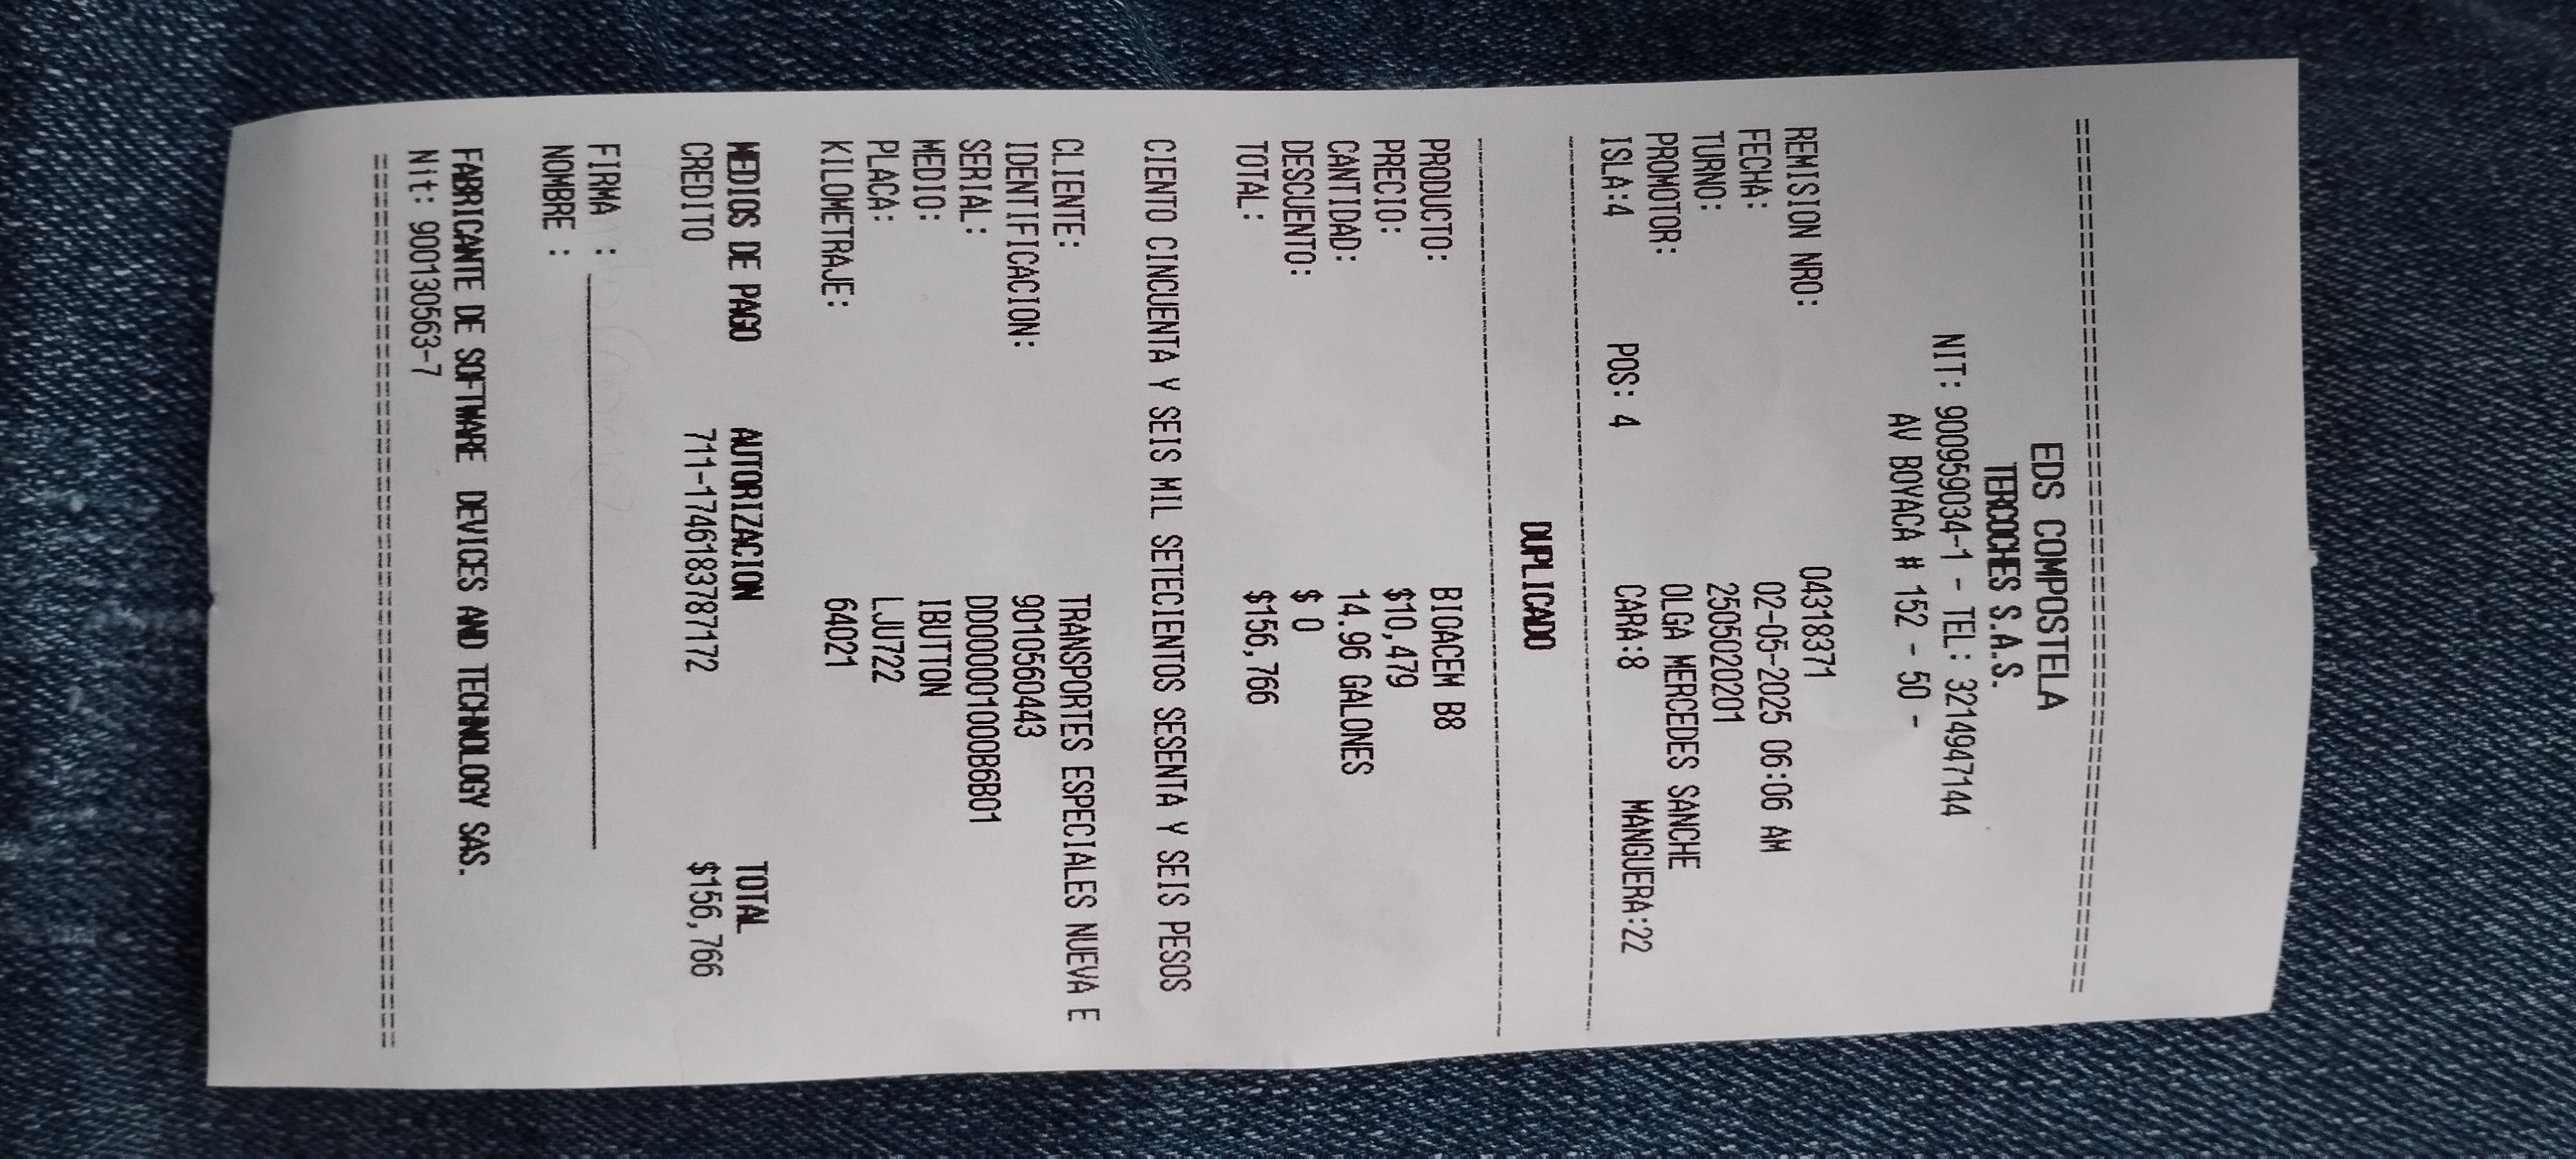 ================================================
EDS COMPOSTELA
TERCOCHES S.A.S.
NIT: 900959034-1 - TEL: 3214947144
AV BOYACA # 152 - 50 -
REMISION NRO: 04318371
FECHA: 02-05-2025 06:06 AM
TURNO: 2505020201
PROMOTOR: OLGA MERCEDES SANCHE
ISLA:4 POS: 4 CARA:8 MANGUERA:22
------------------------------------------------
DUPLICADO
------------------------------------------------
PRODUCTO: BIOACEM B8
PRECIO: $10,479
CANTIDAD: 14.96 GALONES
DESCUENTO: $ 0
TOTAL: $156,766
CIENTO CINCUENTA Y SEIS MIL SETECIENTOS SESENTA Y SEIS PESOS
CLIENTE: TRANSPORTES ESPECIALES NUEVA E
IDENTIFICACION: 9010560443
SERIAL: DD000001000B6B01
MEDIO: IBUTTON
PLACA: LJU722
KILOMETRAJE: 64021
MEDIOS DE PAGO AUTORIZACION TOTAL
CREDITO 711-1746183787172 $156,766
FIRMA :
NOMBRE :
FABRICANTE DE SOFTWARE DEVICES AND TECHNOLOGY SAS.
Nit: 900130563-7
================================================